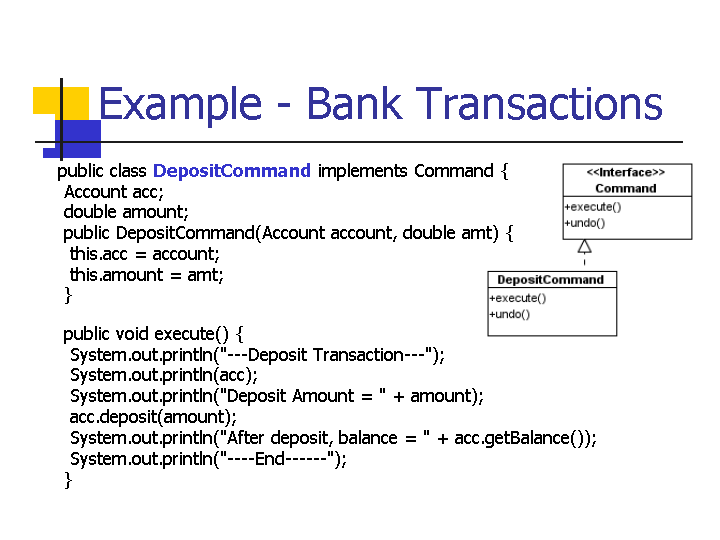 Example - Bank Transactions
public class DepositCommand implements Command {
Account acc;
double amount;
public DepositCommand(Account account, double amt) {
this.acc = account;
this.amount = amt;
}
public void execute() {
System.out.println("---Deposit Transaction---");
System.out.println(acc);
System.out.println("Deposit Amount = " + amount);
acc.deposit(amount);
System.out.println("After deposit, balance = " + acc.getBalance());
System.out.println("----End------");
}
<<Interface>>
Command
+execute()
+undo()
DepositCommand
+execute()
+undo()